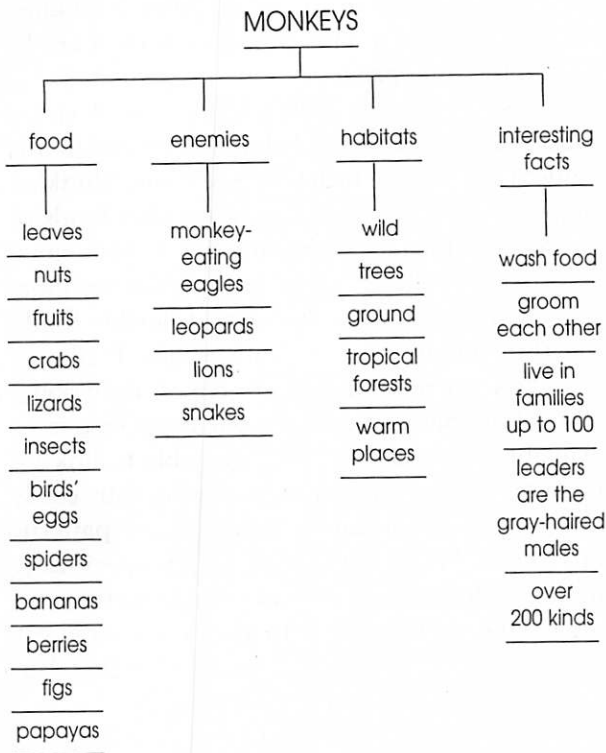 MONKEYS
food
leaves
nuts
fruits
crabs
lizards
insects
birds'
eggs
spiders
bananas
berries
figs
papayas
enemies
monkey-
eating
eagles
leopards
lions
snakes
habitats
wild
trees
ground
tropical
forests
warm
places
interesting
facts
wash food
groom
each other
live in
families
up to 100
leaders
are the
gray-haired
males
over
200 kinds